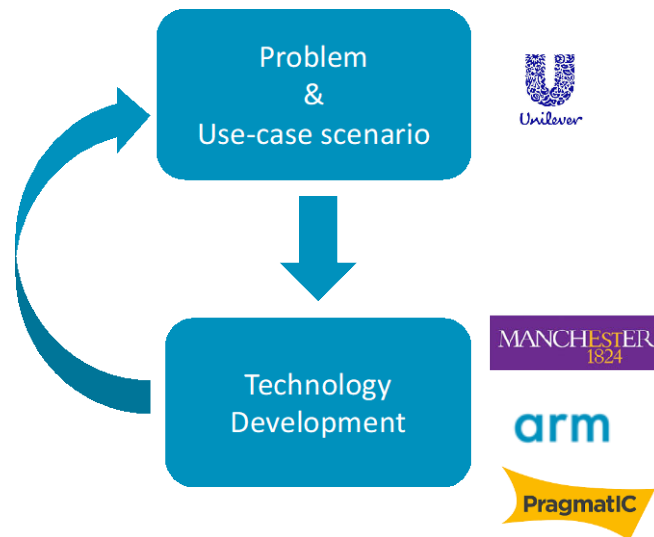 Problem
&
Use-case scenario
Unilever
Technology
Development
MANCHESTER
1824
arm
PragmatIC